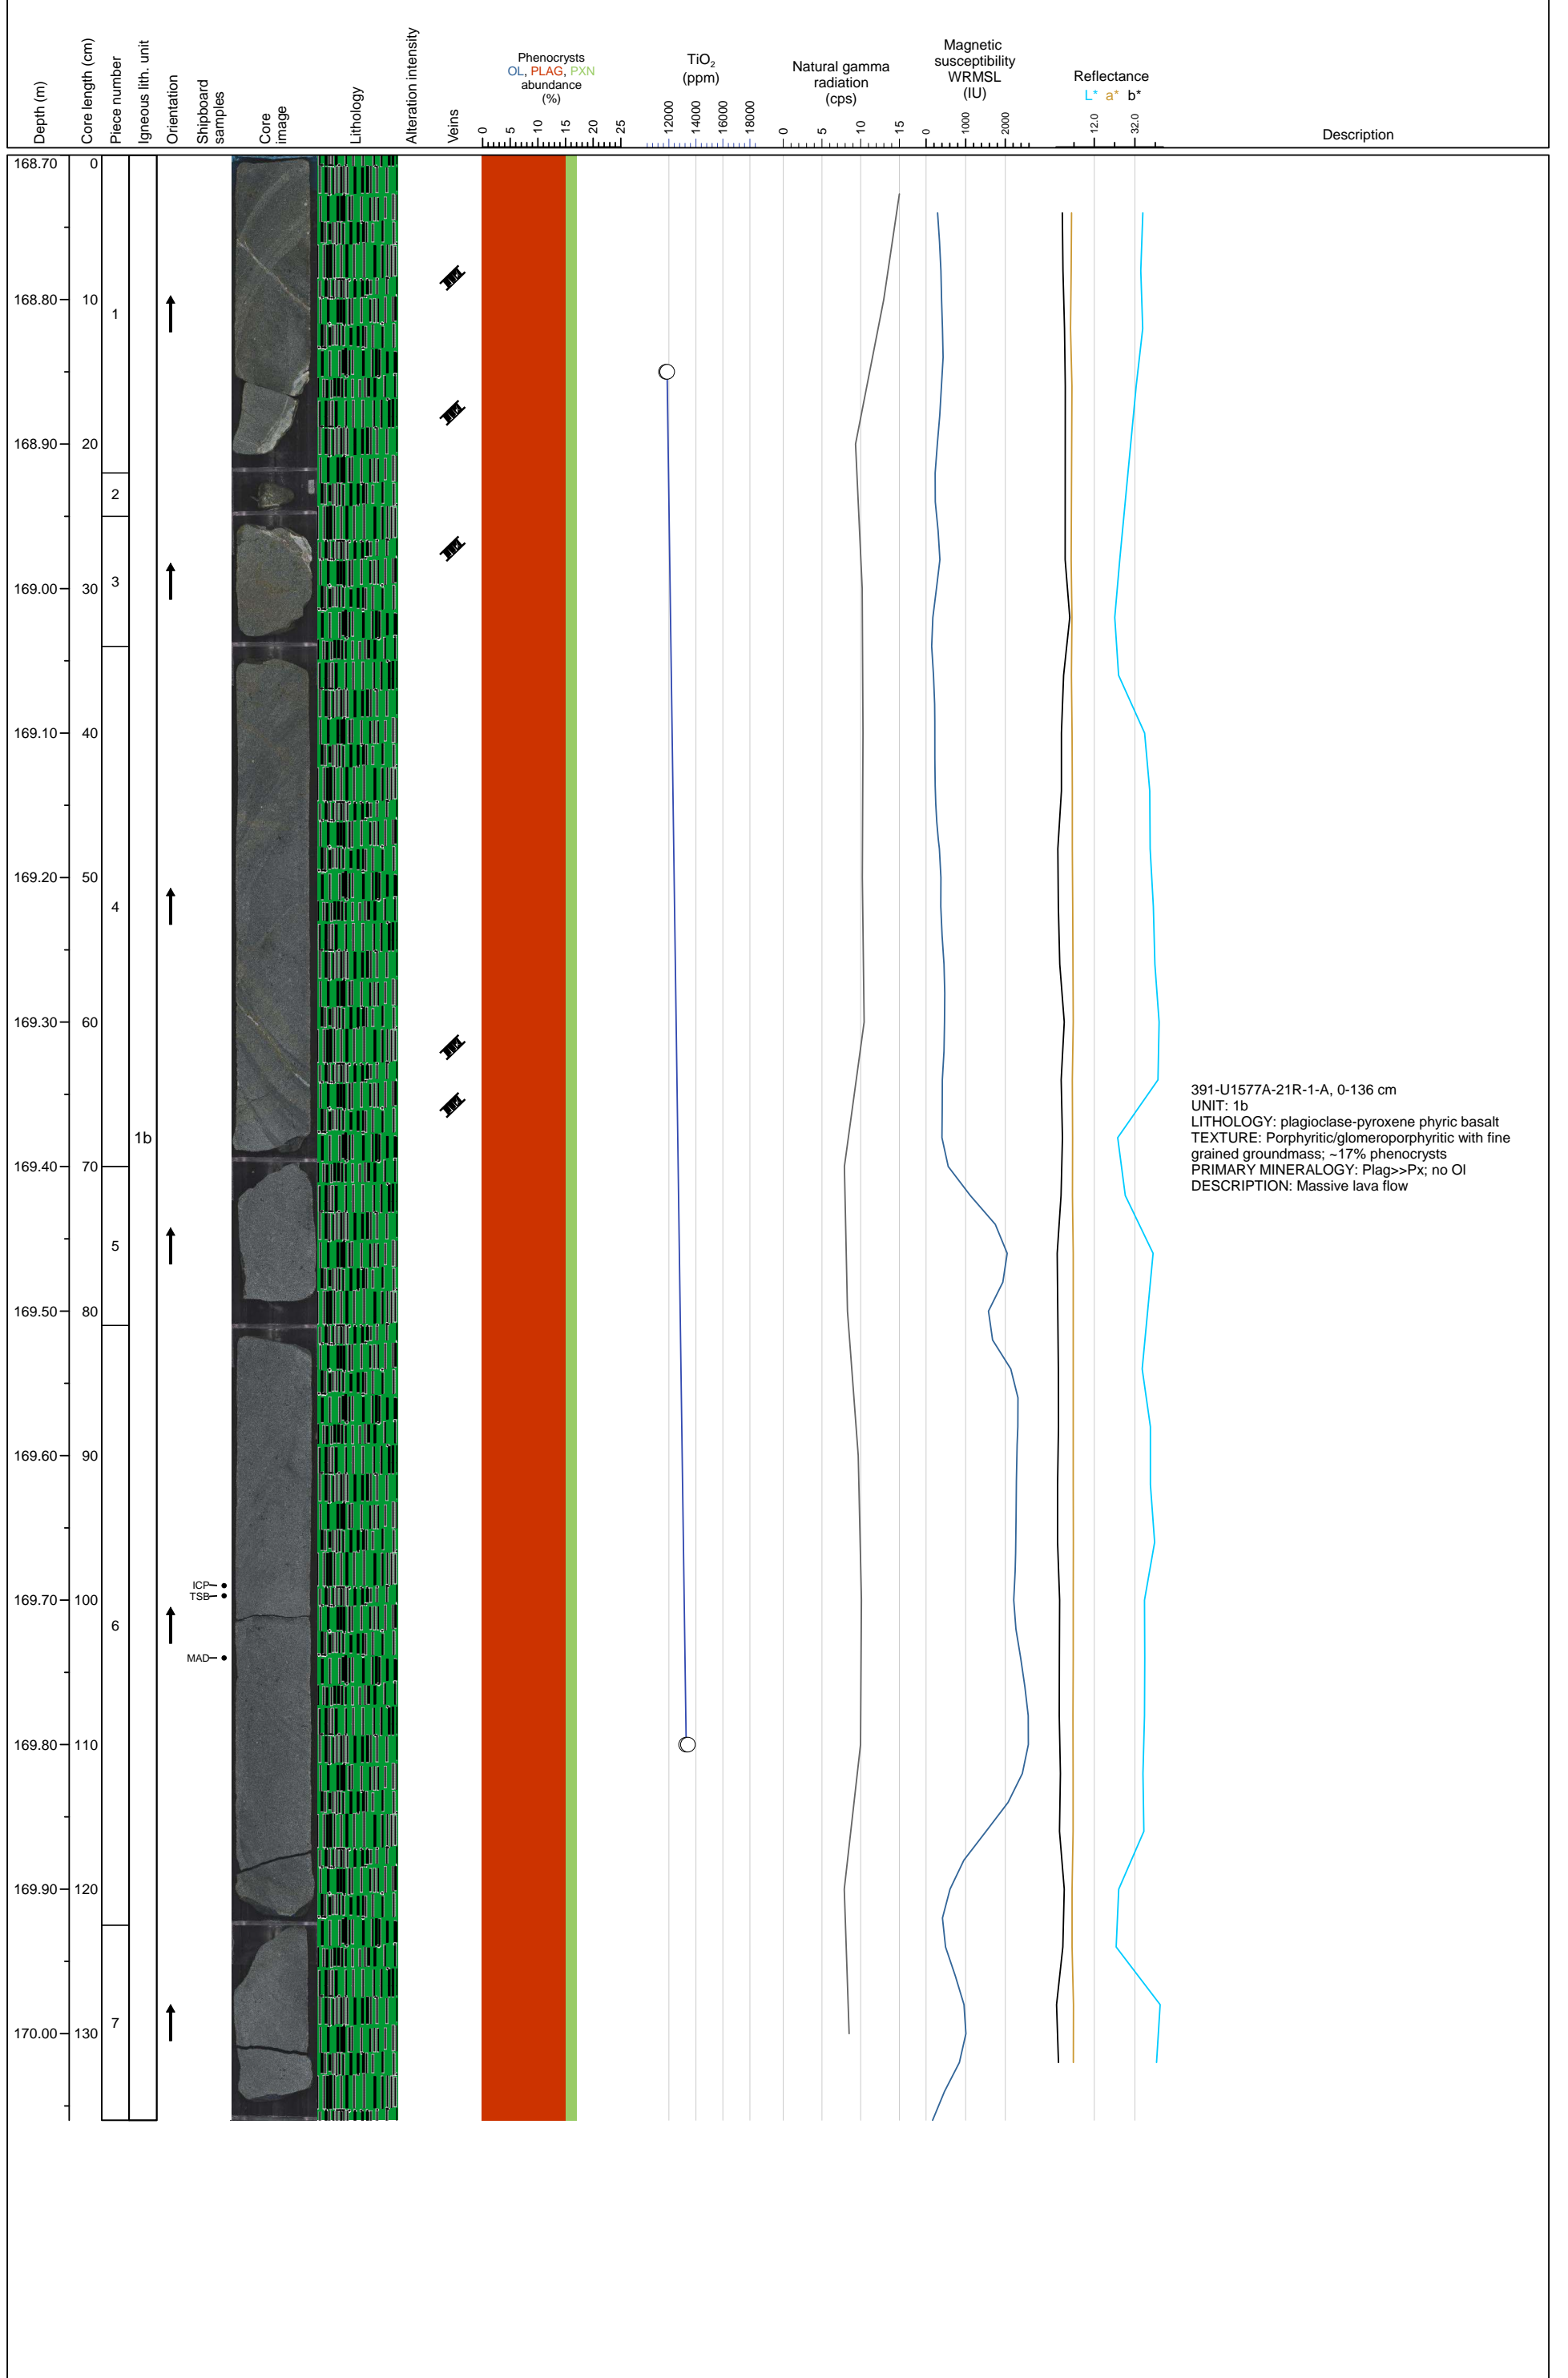 Depth (m)
Core length (cm)
Piece number
Igneous lith. unit
Orientation
Shipboard
samples
Core
image
Lithology
Alteration intensity
Veins
Phenocrysts
OL, PLAG, PXN
abundance
(%)
0 5 10 15 20 25
TiO₂
(ppm)
12000 14000 16000 18000
Natural gamma
radiation
(cps)
0 5 10 15
Magnetic
susceptibility
WRMSL
(IU)
0 1000 2000
Reflectance
L* a* b*
12.0 32.0
Description
168.70 0
168.80 10
1
168.90 20
2
3
169.00 30
169.10 40
169.20 50
4
169.30 60
391-U1577A-21R-1-A, 0-136 cm
UNIT: 1b
LITHOLOGY: plagioclase-pyroxene phyric basalt
TEXTURE: Porphyritic/glomeroporphyritic with fine
grained groundmass; ~17% phenocrysts
PRIMARY MINERALOGY: Plag>>Px; no Ol
DESCRIPTION: Massive lava flow
1b
169.40 70
5
169.50 80
169.60 90
ICP
TSB
169.70 100
6
MAD
169.80 110
169.90 120
7
170.00 130